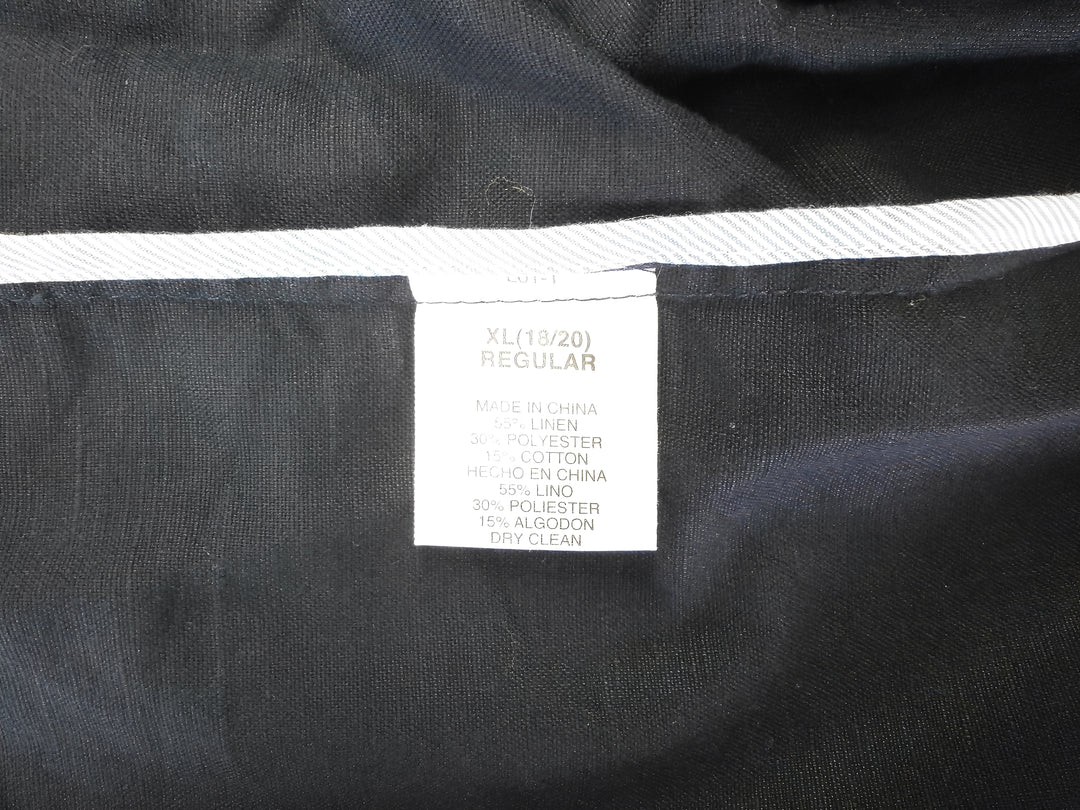 XL(18/20)
REGULAR
MADE IN CHINA
55% LINEN
30% POLYESTER
15% COTTON
HECHO EN CHINA
55% LINO
30% POLIESTER
15% ALGODON
DRY CLEAN